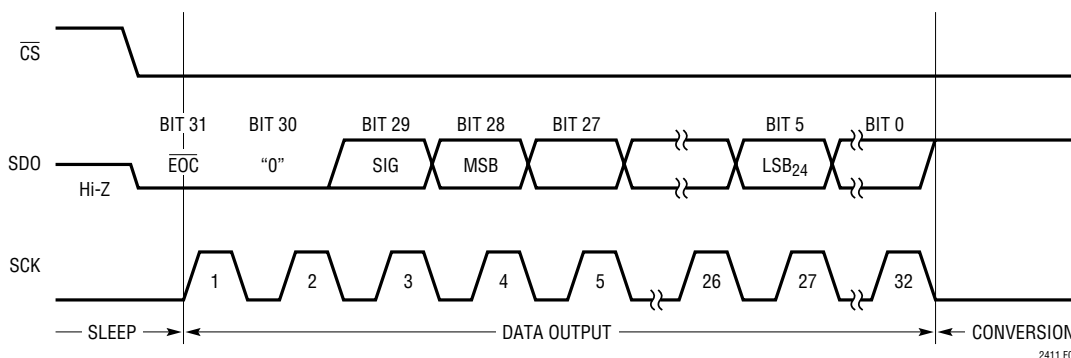 CS
BIT 31 BIT 30 BIT 29 BIT 28 BIT 27 BIT 5 BIT 0
SDO EOC “0” SIG MSB LSB24
Hi-Z
SCK 1 2 3 4 5 26 27 32
SLEEP DATA OUTPUT CONVERSION